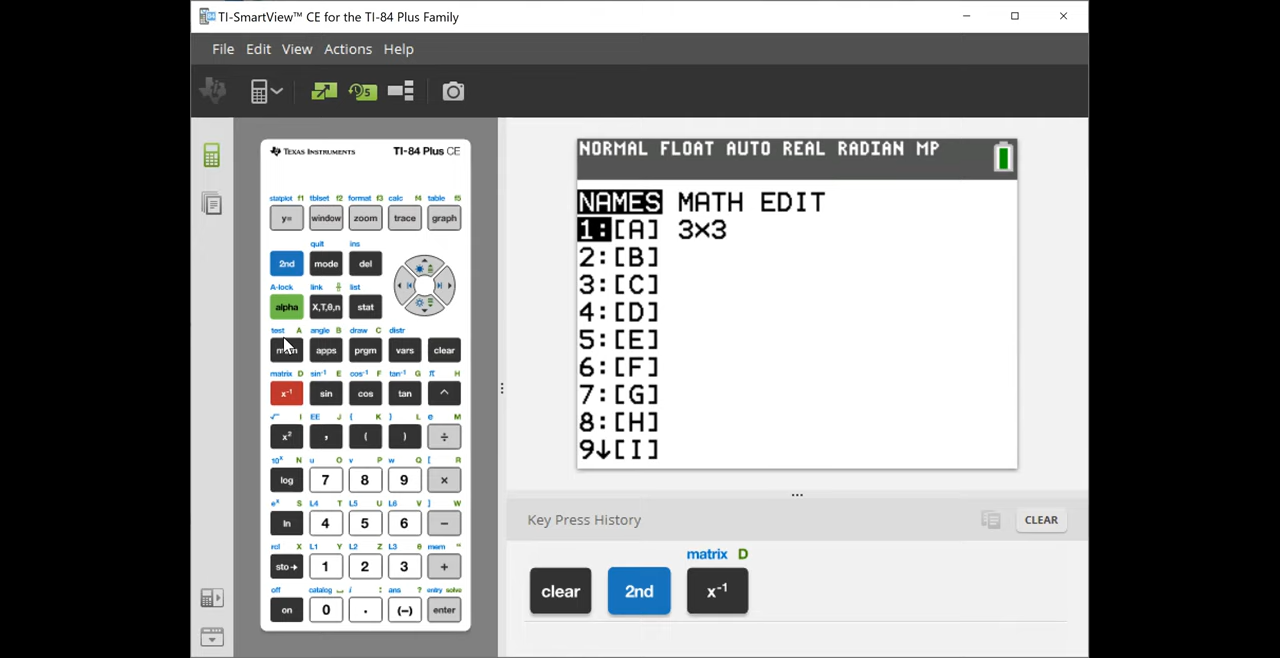 TI-SmartView™ CE for the TI-84 Plus Family
File Edit View Actions Help
TEXAS INSTRUMENTS TI-84 Plus CE
statplot f1 tblset f2 format f3 calc f4 table f5
y= window zoom trace graph
quit ins
2nd mode del
A-lock link list
alpha X,T,θ,n stat
test A angle B draw C distr
apps prgm vars clear
matrix D sin⁻¹ E cos⁻¹ F tan⁻¹ G π H
x⁻¹ sin cos tan ^
√ I EE J { K } L e M
x² , ( ) ÷
10ˣ N u O v P w Q [ R
log 7 8 9 ×
eˣ S L4 T L5 U L6 V ] W
ln 4 5 6 −
rcl X L1 Y L2 Z L3 θ mem "
sto→ 1 2 3 +
off catalog ⎵ i : ans ? entry solve
on 0 . (−) enter
NORMAL FLOAT AUTO REAL RADIAN MP
NAMES MATH EDIT
1:[A] 3×3
2:[B]
3:[C]
4:[D]
5:[E]
6:[F]
7:[G]
8:[H]
9↓[I]
Key Press History CLEAR
matrix D
clear 2nd x⁻¹